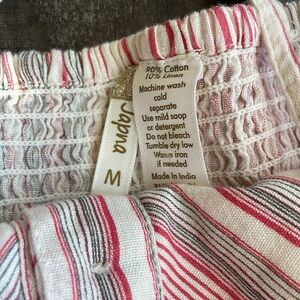 Japna
M
90% Cotton
10% Linen
Machine wash
cold
separate
Use mild soap
or detergent
Do not bleach
Tumble dry low
Warm iron
if needed
Made in India